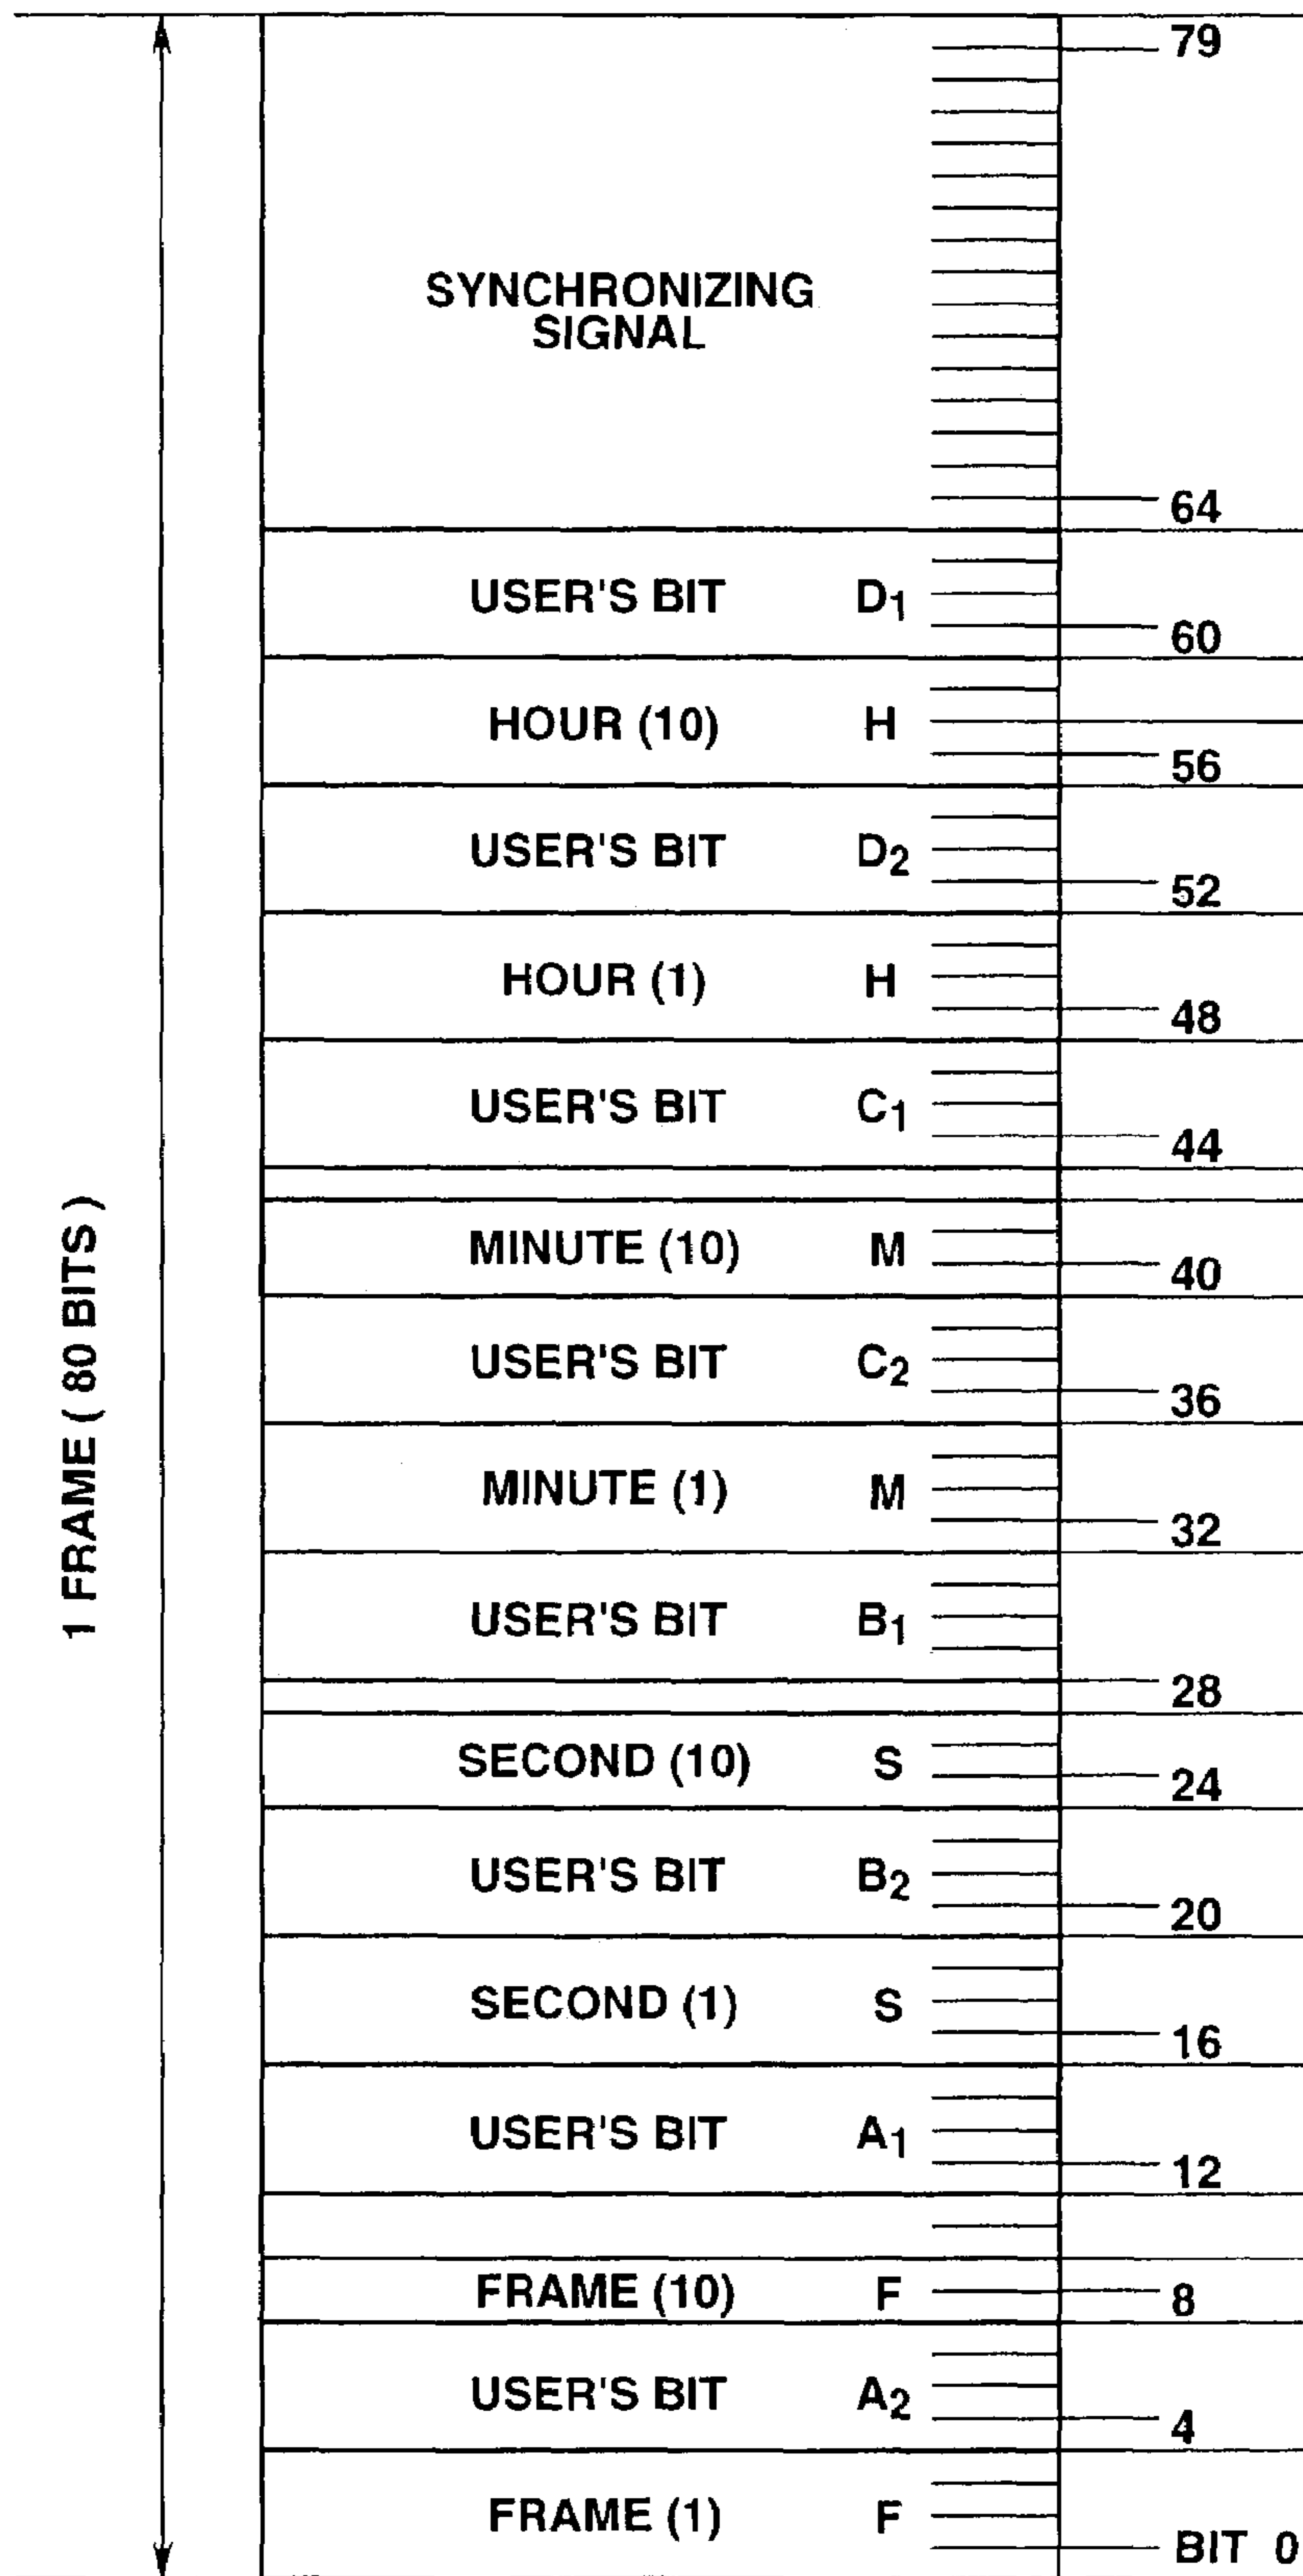 79
SYNCHRONIZING
SIGNAL
64
USER'S BIT D1
60
HOUR (10) H
56
USER'S BIT D2
52
HOUR (1) H
48
USER'S BIT C1
44
MINUTE (10) M
40
USER'S BIT C2
36
MINUTE (1) M
32
USER'S BIT B1
28
SECOND (10) S
24
USER'S BIT B2
20
SECOND (1) S
16
USER'S BIT A1
12
FRAME (10) F 8
USER'S BIT A2
4
FRAME (1) F
BIT 0
1 FRAME ( 80 BITS )